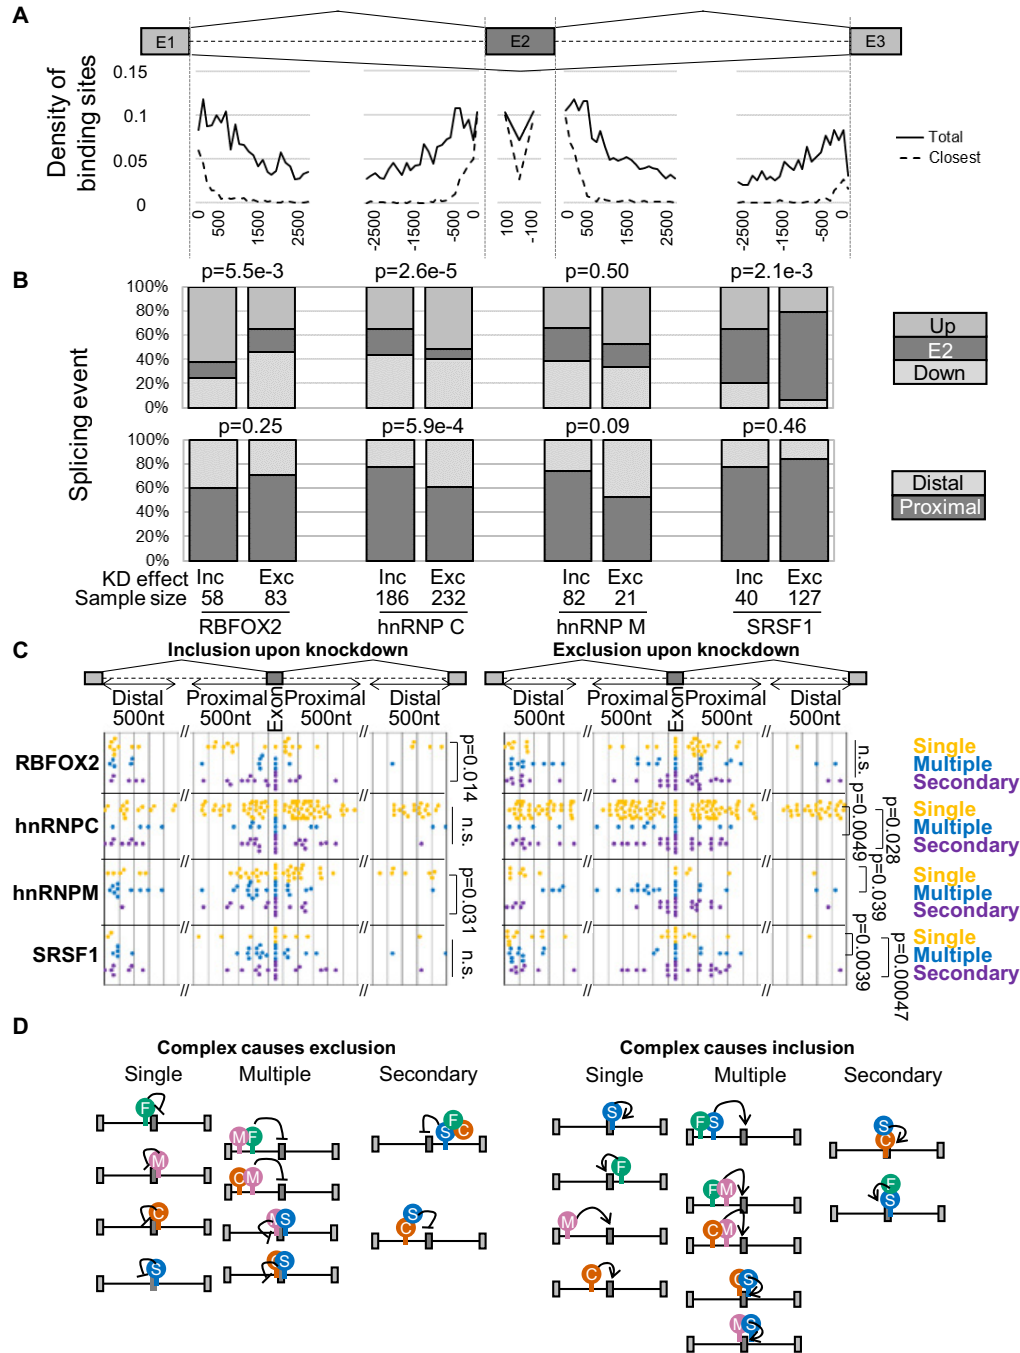 A
E1
E2
E3
Density of
binding sites
0.15
0.1
0.05
0
Total
Closest
0
500
1500
2500
-2500
-1500
-500
0
100
-100
0
500
1500
2500
-2500
-1500
-500
0
B
Splicing event
p=5.5e-3
p=2.6e-5
p=0.50
p=2.1e-3
100%
80%
60%
40%
20%
0%
Up
E2
Down
p=0.25
p=5.9e-4
p=0.09
p=0.46
100%
80%
60%
40%
20%
0%
Distal
Proximal
KD effect
Inc
Exc
Inc
Exc
Inc
Exc
Inc
Exc
Sample size
58
83
186
232
82
21
40
127
RBFOX2
hnRNP C
hnRNP M
SRSF1
C
Inclusion upon knockdown
Exclusion upon knockdown
Distal
500nt
Proximal
500nt
Exon
Proximal
500nt
Distal
500nt
Distal
500nt
Proximal
500nt
Exon
Proximal
500nt
Distal
500nt
//
//
//
//
RBFOX2
p=0.014
n.s.
Single
Multiple
Secondary
hnRNPC
n.s.
p=0.0049
p=0.028
Single
Multiple
Secondary
hnRNPM
p=0.031
p=0.039
Single
Multiple
Secondary
SRSF1
n.s.
p=0.0039
p=0.00047
Single
Multiple
Secondary
//
//
//
//
D
Complex causes exclusion
Complex causes inclusion
Single
Multiple
Secondary
Single
Multiple
Secondary
F
M
C
S
M F
C M
M S
C S
S F C
C S
S
F
M
C
F S
F M
C M
C S
M S
S
C
F
S